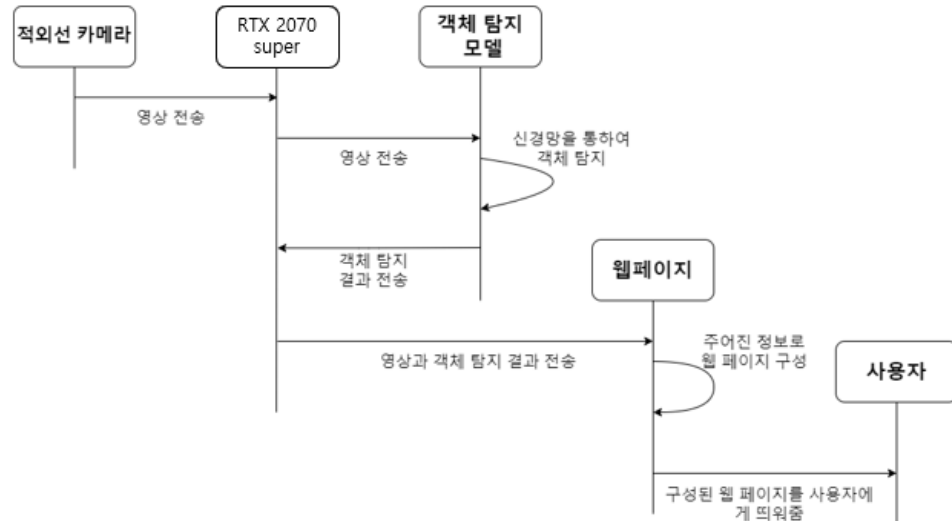 적외선 카메라
RTX 2070
super
객체 탐지
모델
영상 전송
영상 전송
신경망을 통하여
객체 탐지
객체 탐지
결과 전송
웹페이지
영상과 객체 탐지 결과 전송
주어진 정보로
웹 페이지 구성
사용자
구성된 웹 페이지를 사용자에
게 띄워줌